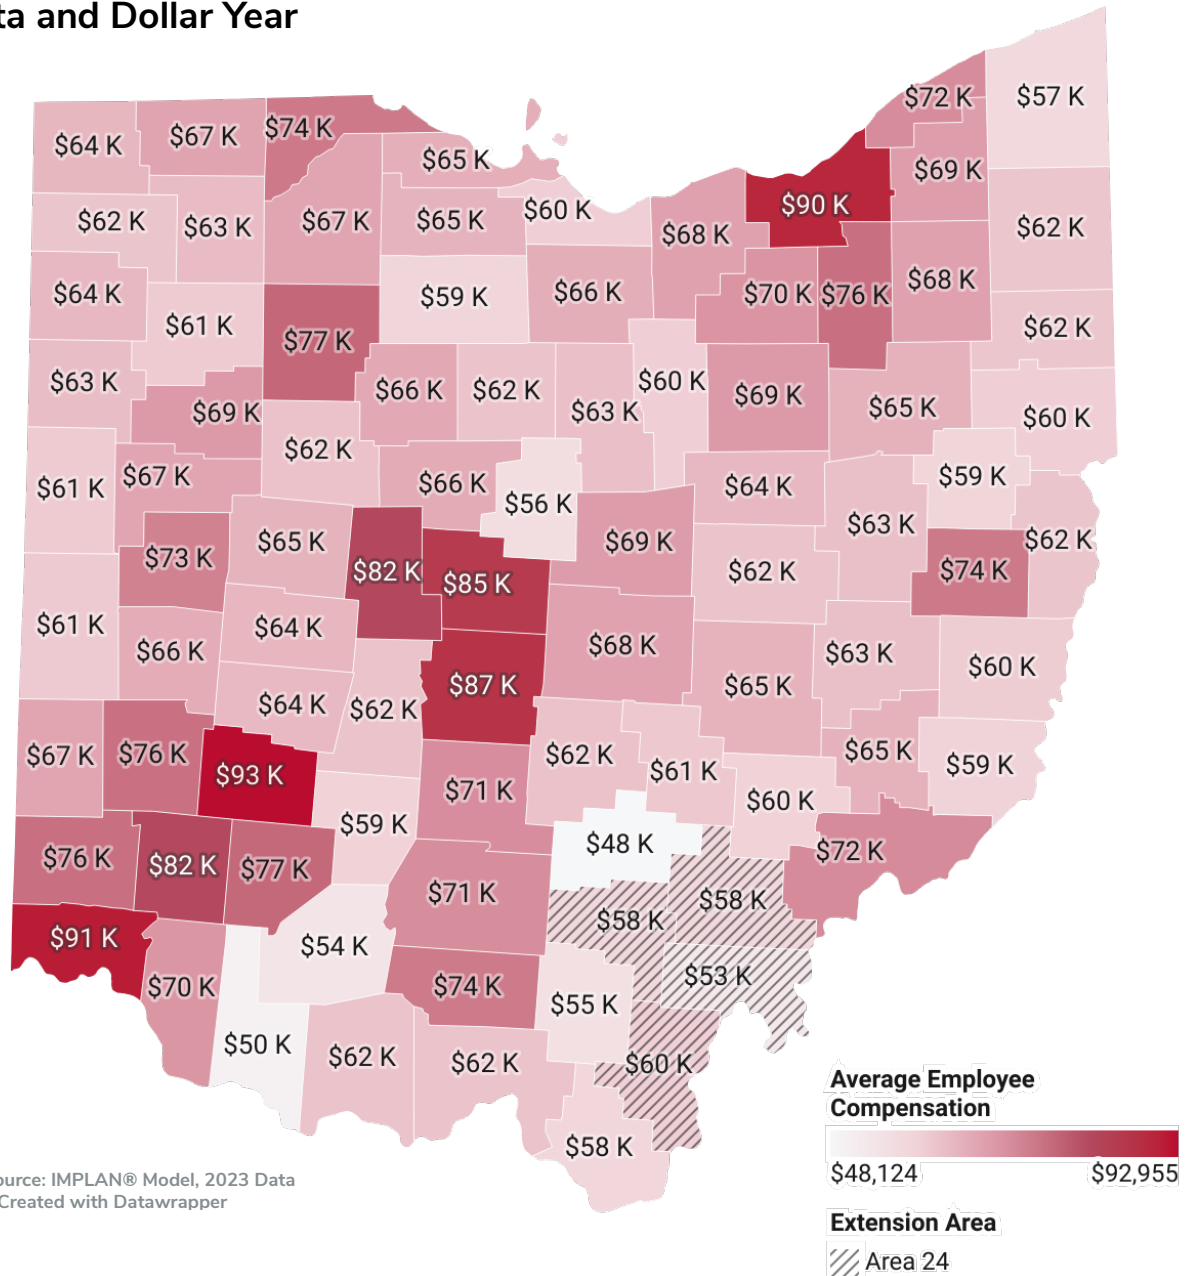 ta and Dollar Year
$72 K
$57 K
$64 K
$67 K
$74 K
$65 K
$69 K
$62 K
$63 K
$67 K
$65 K
$60 K
$68 K
$90 K
$62 K
$64 K
$61 K
$77 K
$59 K
$66 K
$70 K
$76 K
$68 K
$62 K
$63 K
$69 K
$62 K
$66 K
$62 K
$63 K
$60 K
$69 K
$65 K
$60 K
$61 K
$67 K
$66 K
$56 K
$64 K
$63 K
$59 K
$62 K
$73 K
$65 K
$82 K
$85 K
$69 K
$62 K
$74 K
$61 K
$66 K
$64 K
$87 K
$68 K
$65 K
$63 K
$60 K
$64 K
$62 K
$67 K
$76 K
$93 K
$71 K
$62 K
$61 K
$60 K
$65 K
$59 K
$59 K
$76 K
$82 K
$77 K
$71 K
$48 K
$72 K
$58 K
$58 K
$91 K
$70 K
$54 K
$74 K
$55 K
$53 K
$50 K
$62 K
$62 K
$60 K
$58 K
Average Employee
Compensation
$48,124 $92,955
Extension Area
Area 24
ource: IMPLAN® Model, 2023 Data
Created with Datawrapper